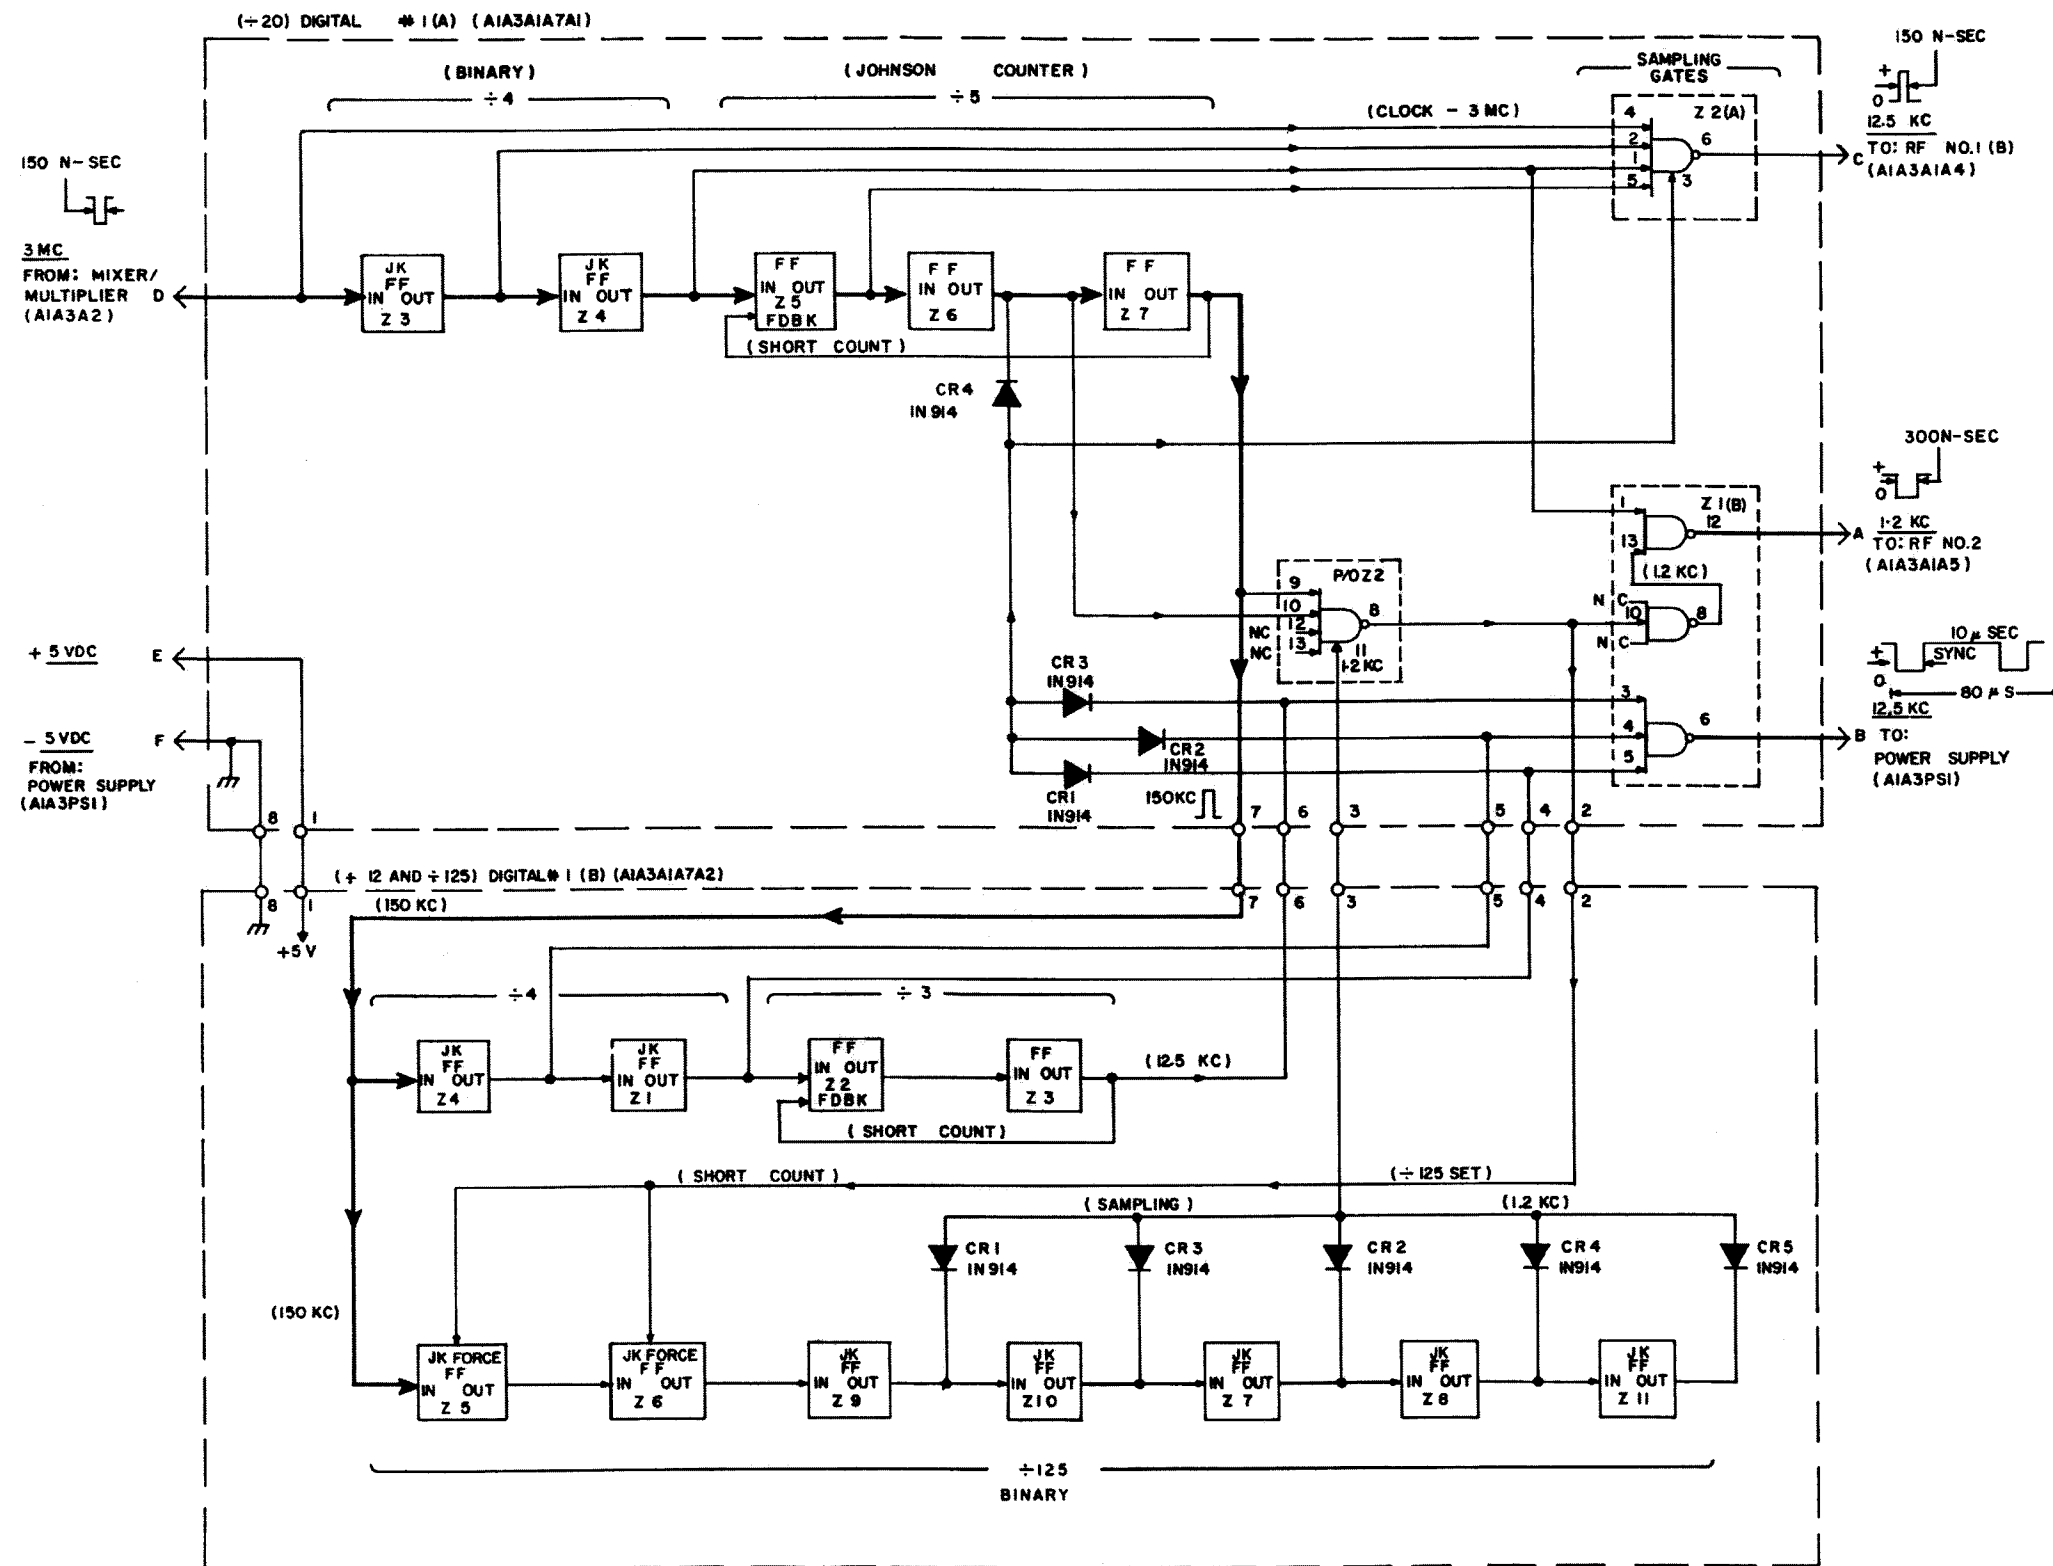 (÷20) DIGITAL # 1(A) (A1A3A1A7A1)
(BINARY)
÷4
(JOHNSON COUNTER)
÷5
SAMPLING
GATES
150 N-SEC
+
0
12.5 KC
TO: RF NO.1 (B)
(A1A3A1A4)
C
(CLOCK - 3 MC)
4
Z 2(A)
2
6
1
5
3
150 N-SEC
3 MC
FROM: MIXER/
MULTIPLIER D
(A1A3A2)
JK
FF
IN OUT
Z 3
JK
FF
IN OUT
Z 4
FF
IN OUT
Z 5
FDBK
FF
IN OUT
Z 6
FF
IN OUT
Z 7
(SHORT COUNT)
CR4
IN914
300N-SEC
+
0
1.2 KC
TO: RF NO.2
(A1A3A1A5)
A
1
Z 1(B)
12
13
(1.2 KC)
N C
10
8
N C
P/O Z2
9
10
8
12
NC
13
NC
11
1.2 KC
10 µ SEC
+
SYNC
0
80 µ S
12.5 KC
B TO:
POWER SUPPLY
(A1A3PS1)
3
4
6
5
CR3
IN914
CR2
IN914
CR1
IN914
150KC
+ 5 VDC E
- 5 VDC F
FROM:
POWER SUPPLY
(A1A3PS1)
8 1 7 6 3 5 4 2
(+ 12 AND ÷ 125) DIGITAL# 1 (B) (A1A3A1A7A2)
8 1 7 6 3 5 4 2
(150 KC)
+5 V
÷4
÷ 3
JK
FF
IN OUT
Z4
JK
FF
IN OUT
Z 1
FF
IN OUT
Z 2
FDBK
FF
IN OUT
Z 3
(12.5 KC)
(SHORT COUNT)
(SHORT COUNT)
(÷125 SET)
(SAMPLING)
(1.2 KC)
CR1
IN914
CR3
IN914
CR2
IN914
CR4
IN914
CR5
IN914
(150 KC)
JK FORCE
FF
IN OUT
Z 5
JK FORCE
FF
IN OUT
Z 6
JK
FF
IN OUT
Z 9
JK
FF
IN OUT
Z10
JK
FF
IN OUT
Z 7
JK
FF
IN OUT
Z8
JK
FF
IN OUT
Z 11
÷125
BINARY